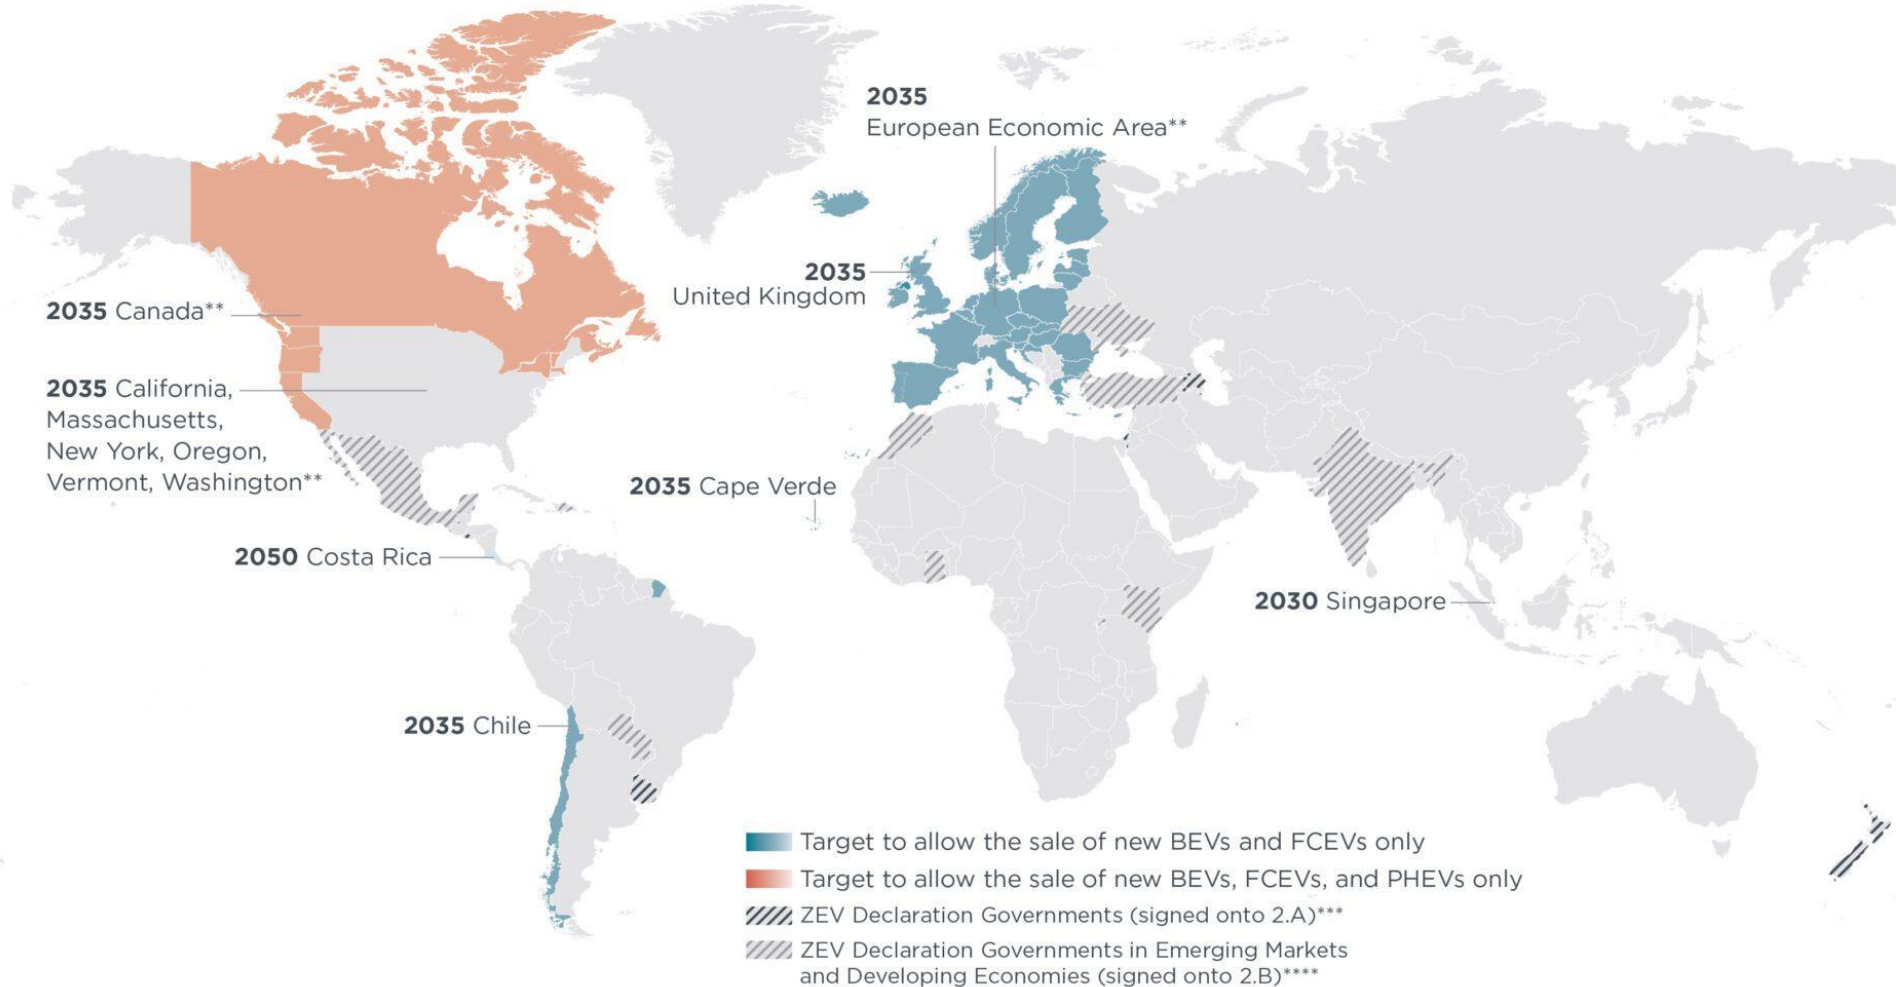 2035
European Economic Area**
2035
United Kingdom
2035 Canada**
2035 California,
Massachusetts,
New York, Oregon,
Vermont, Washington**
2035 Cape Verde
2050 Costa Rica
2030 Singapore
2035 Chile
Target to allow the sale of new BEVs and FCEVs only
Target to allow the sale of new BEVs, FCEVs, and PHEVs only
ZEV Declaration Governments (signed onto 2.A)***
ZEV Declaration Governments in Emerging Markets
and Developing Economies (signed onto 2.B)****